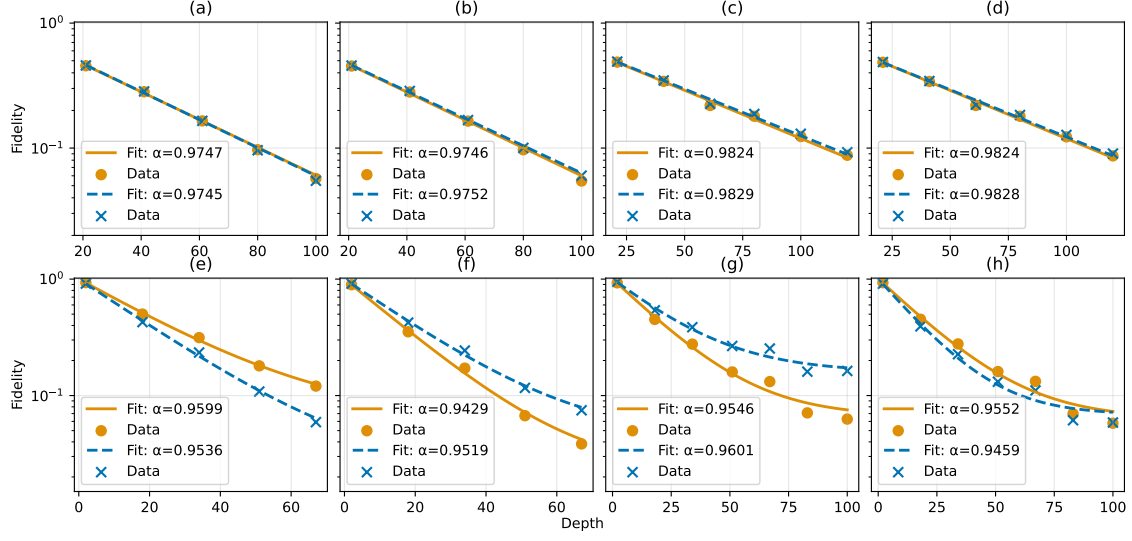 (a)
(b)
(c)
(d)
10⁰
10⁻¹
Fidelity
Fit: α=0.9747
Data
Fit: α=0.9745
Data
Fit: α=0.9746
Data
Fit: α=0.9752
Data
Fit: α=0.9824
Data
Fit: α=0.9829
Data
Fit: α=0.9824
Data
Fit: α=0.9828
Data
20 40 60 80 100
20 40 60 80 100
25 50 75 100
25 50 75 100
(e)
(f)
(g)
(h)
10⁰
10⁻¹
Fidelity
Fit: α=0.9599
Data
Fit: α=0.9536
Data
Fit: α=0.9429
Data
Fit: α=0.9519
Data
Fit: α=0.9546
Data
Fit: α=0.9601
Data
Fit: α=0.9552
Data
Fit: α=0.9459
Data
0 20 40 60
0 20 40 60
0 25 50 75 100
0 25 50 75 100
Depth